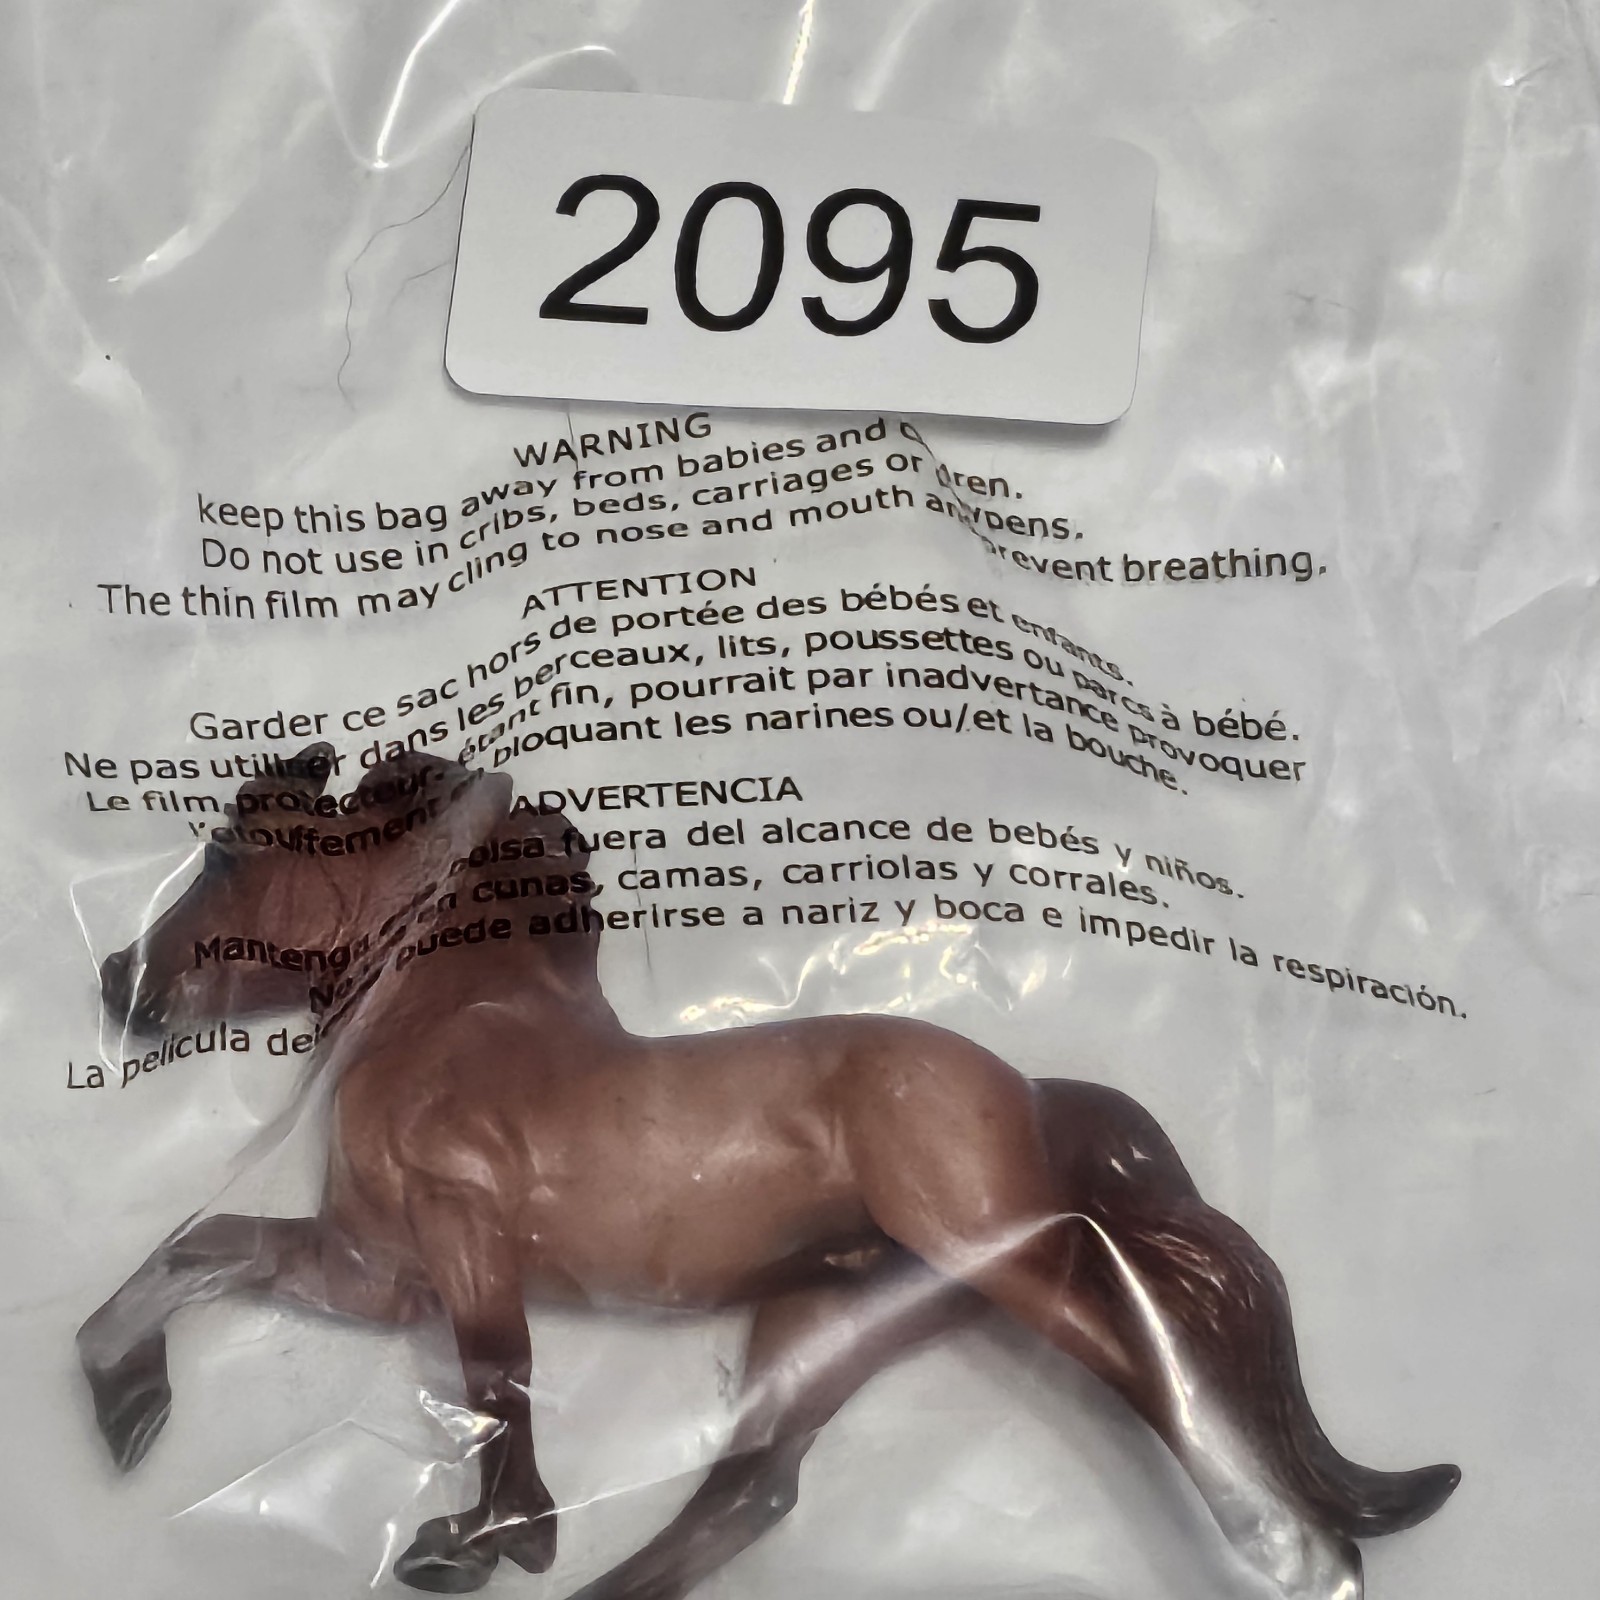 2095
WARNING
keep this bag away from babies and
Do not use in cribs, beds, carriages or
The thin film may cling to nose and mouth prevent breathing.
ATTENTION
Garder ce sac hors de portée des bébés et enfants.
Ne pas utiliser dans les berceaux, lits, poussettes ou parcs à bébé.
Le film protecteur, étant fin, pourrait par inadvertance provoquer
l'étouffement bloquant les narines ou/et la bouche.
ADVERTENCIA
Mantenga bolsa fuera del alcance de bebés y niños.
No en cunas, camas, carriolas y corrales.
La película puede adherirse a nariz y boca e impedir la respiración.